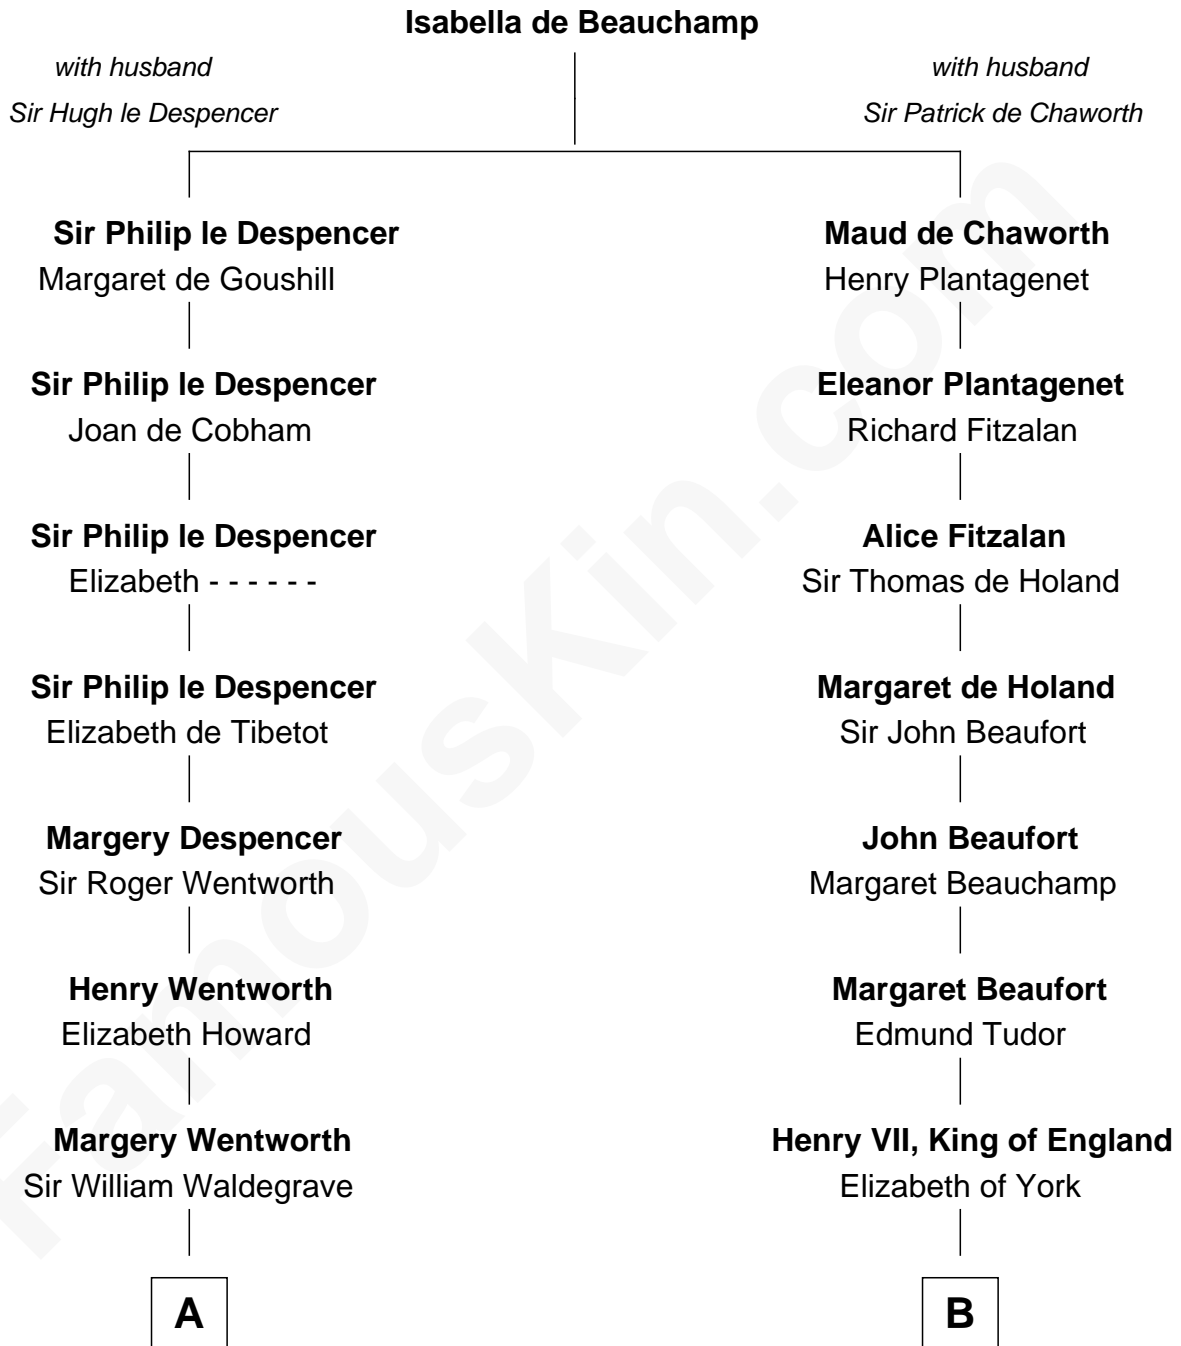 Isabella de Beauchamp
with husband
Sir Hugh le Despencer
with husband
Sir Patrick de Chaworth
Sir Philip le Despencer
Margaret de Goushill
Maud de Chaworth
Henry Plantagenet
Sir Philip le Despencer
Joan de Cobham
Eleanor Plantagenet
Richard Fitzalan
Sir Philip le Despencer
Elizabeth - - - - - -
Alice Fitzalan
Sir Thomas de Holand
Sir Philip le Despencer
Elizabeth de Tibetot
Margaret de Holand
Sir John Beaufort
Margery Despencer
Sir Roger Wentworth
John Beaufort
Margaret Beauchamp
Henry Wentworth
Elizabeth Howard
Margaret Beaufort
Edmund Tudor
Margery Wentworth
Sir William Waldegrave
Henry VII, King of England
Elizabeth of York
A
B
FamousKin.com